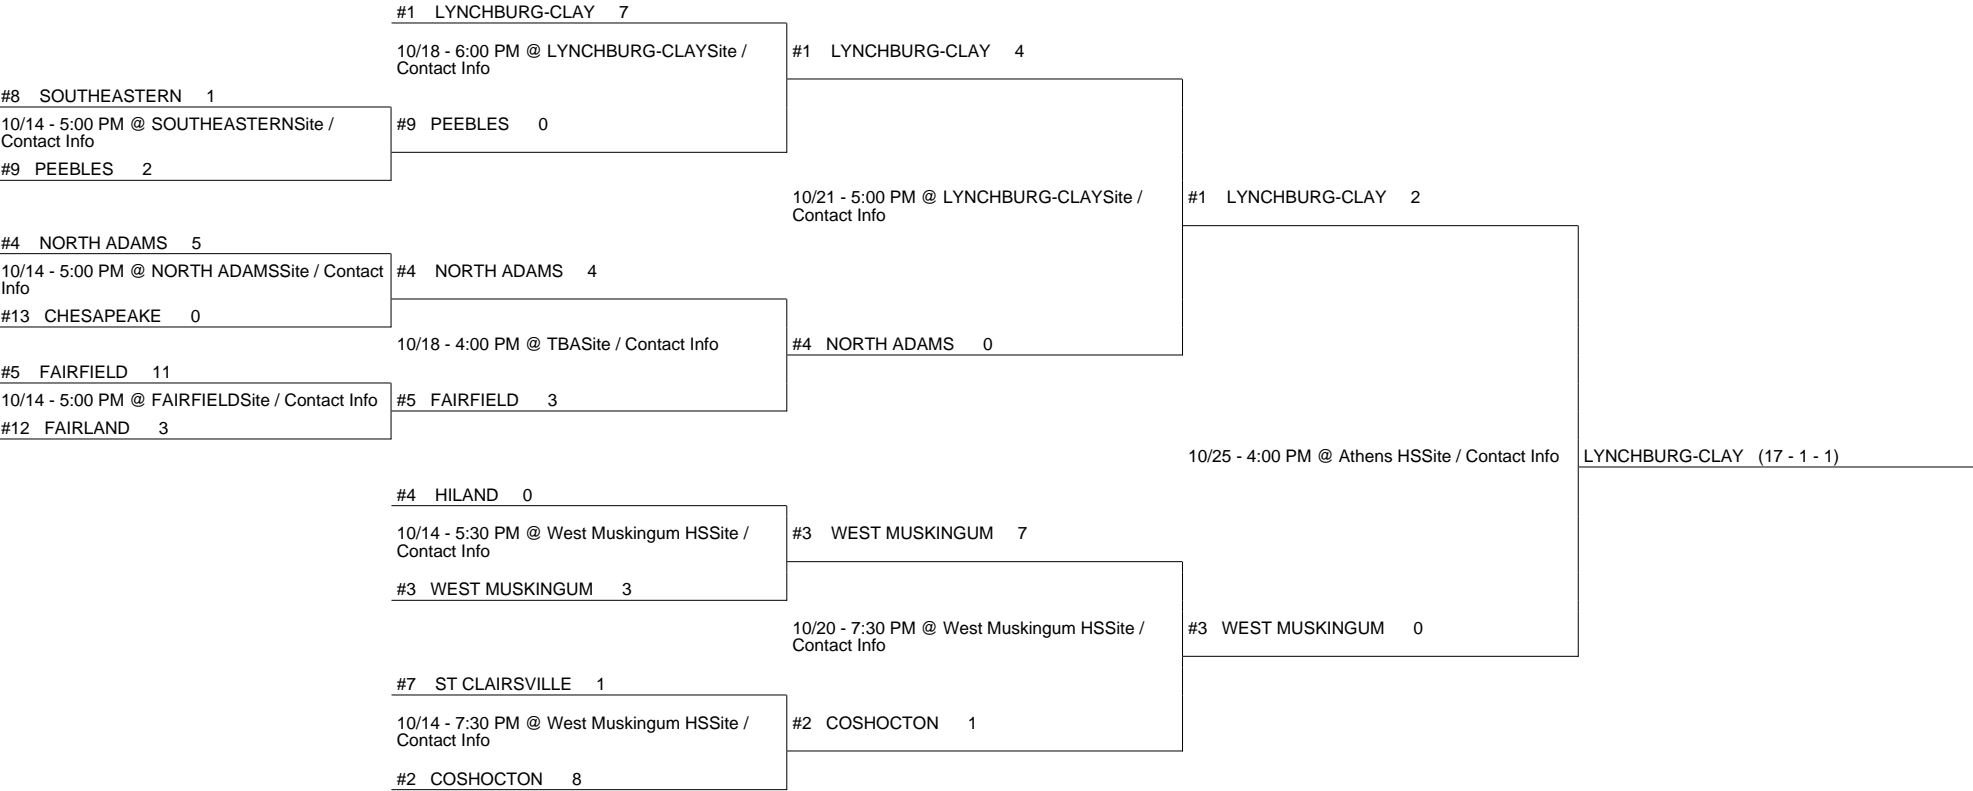 #1 LYNCHBURG-CLAY 7
10/18 - 6:00 PM @ LYNCHBURG-CLAYSite /
Contact Info
#1 LYNCHBURG-CLAY 4
#8 SOUTHEASTERN 1
10/14 - 5:00 PM @ SOUTHEASTERNSite /
Contact Info
#9 PEEBLES 0
#9 PEEBLES 2
10/21 - 5:00 PM @ LYNCHBURG-CLAYSite /
Contact Info
#1 LYNCHBURG-CLAY 2
#4 NORTH ADAMS 5
10/14 - 5:00 PM @ NORTH ADAMSSite / Contact
Info
#4 NORTH ADAMS 4
#13 CHESAPEAKE 0
10/18 - 4:00 PM @ TBASite / Contact Info
#4 NORTH ADAMS 0
#5 FAIRFIELD 11
10/14 - 5:00 PM @ FAIRFIELDSite / Contact Info
#5 FAIRFIELD 3
#12 FAIRLAND 3
10/25 - 4:00 PM @ Athens HSSite / Contact Info
LYNCHBURG-CLAY (17 - 1 - 1)
#4 HILAND 0
10/14 - 5:30 PM @ West Muskingum HSSite /
Contact Info
#3 WEST MUSKINGUM 7
#3 WEST MUSKINGUM 3
10/20 - 7:30 PM @ West Muskingum HSSite /
Contact Info
#3 WEST MUSKINGUM 0
#7 ST CLAIRSVILLE 1
10/14 - 7:30 PM @ West Muskingum HSSite /
Contact Info
#2 COSHOCTON 1
#2 COSHOCTON 8